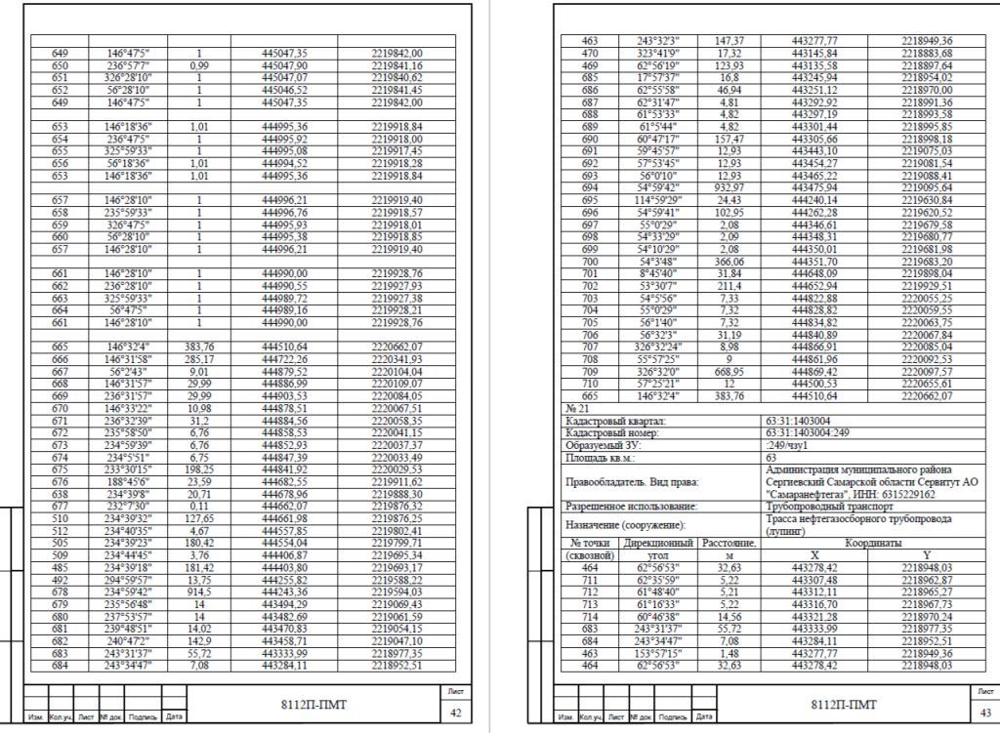 649 146°47'5" 1 445047,35 2219842,00
650 236°57'7" 0,99 445047,90 2219841,16
651 326°28'10" 1 445047,07 2219840,62
652 56°28'10" 1 445046,52 2219841,45
649 146°47'5" 1 445047,35 2219842,00
653 146°18'36" 1,01 444995,36 2219918,84
654 236°47'5" 1 444995,92 2219918,00
655 325°59'33" 1 444995,08 2219917,45
656 56°18'36" 1,01 444994,52 2219918,28
653 146°18'36" 1,01 444995,36 2219918,84
657 146°28'10" 1 444996,21 2219919,40
658 235°59'33" 1 444996,76 2219918,57
659 326°47'5" 1 444995,93 2219918,01
660 56°28'10" 1 444995,38 2219918,85
657 146°28'10" 1 444996,21 2219919,40
661 146°28'10" 1 444990,00 2219928,76
662 236°28'10" 1 444990,55 2219927,93
663 325°59'33" 1 444989,72 2219927,38
664 56°47'5" 1 444989,16 2219928,21
661 146°28'10" 1 444990,00 2219928,76
665 146°32'4" 383,76 444510,64 2220662,07
666 146°31'58" 285,17 444722,26 2220341,93
667 56°2'43" 9,01 444879,52 2220104,04
668 146°31'57" 29,99 444886,99 2220109,07
669 236°31'57" 29,99 444903,53 2220084,05
670 146°33'22" 10,98 444878,51 2220067,51
671 236°32'39" 31,2 444884,56 2220058,35
672 235°58'50" 6,76 444858,53 2220041,15
673 234°59'39" 6,76 444852,93 2220037,37
674 234°5'51" 6,75 444847,39 2220033,49
675 233°30'15" 198,25 444841,92 2220029,53
676 188°45'6" 23,59 444682,55 2219911,62
638 234°39'8" 20,71 444678,96 2219888,30
677 232°7'30" 0,11 444662,07 2219876,32
510 234°39'32" 127,65 444661,98 2219876,25
512 234°40'35" 4,67 444557,85 2219802,41
505 234°39'23" 180,42 444554,04 2219799,71
509 234°44'45" 3,76 444406,87 2219695,34
485 234°39'18" 181,42 444403,80 2219693,17
492 294°59'57" 13,75 444255,82 2219588,22
678 234°59'42" 914,5 444243,36 2219594,03
679 235°56'48" 14 444294,29 2219069,43
680 237°53'57" 14 443482,69 2219061,59
681 239°48'51" 14,02 443470,83 2219054,15
682 240°47'2" 142,9 443458,71 2219047,10
683 243°31'37" 55,72 443333,99 2218977,35
684 243°34'47" 7,08 443284,11 2218952,51
8112П-ПМТ
Лист
42
Изм. Кол.уч. Лист № док. Подпись Дата
463 243°32'3" 147,37 443277,77 2218949,36
470 323°41'9" 17,32 443145,84 2218883,68
469 62°56'19" 123,93 443135,58 2218897,64
685 17°57'37" 16,8 443245,94 2218954,02
686 62°55'58" 46,94 443251,12 2218970,00
687 62°31'47" 4,81 443292,92 2218991,36
688 61°53'33" 4,82 443297,19 2218993,58
689 61°5'44" 4,82 443301,44 2218995,85
690 60°47'17" 157,47 443305,66 2218998,18
691 59°45'57" 12,93 443443,10 2219075,03
692 57°53'45" 12,93 443454,27 2219081,54
693 56°0'10" 12,93 443465,22 2219088,41
694 54°59'42" 932,97 443475,94 2219095,64
695 114°59'29" 24,43 444240,14 2219630,84
696 54°59'41" 102,95 444262,28 2219620,52
697 55°0'29" 2,08 444346,61 2219679,58
698 54°33'29" 2,09 444348,31 2219680,77
699 54°10'29" 2,08 444350,01 2219681,98
700 54°3'48" 366,06 444351,70 2219683,20
701 8°45'40" 31,84 444648,09 2219898,04
702 53°30'7" 211,4 444652,94 2219929,51
703 54°5'56" 7,33 444822,88 2220055,25
704 55°0'29" 7,32 444828,82 2220059,55
705 56°1'40" 7,32 444834,82 2220063,75
706 56°32'3" 31,19 444840,89 2220067,84
707 326°32'24" 8,98 444866,91 2220085,04
708 55°57'25" 9 444861,96 2220092,53
709 326°32'0" 668,95 444869,42 2220097,57
710 57°25'21" 12 444500,53 2220655,61
665 146°32'4" 383,76 444510,64 2220662,07
№ 21
Кадастровый квартал: 63:31:1403004
Кадастровый номер: 63:31:1403004:249
Образуемый ЗУ: :249/чзу1
Площадь кв.м.: 63
Правообладатель. Вид права: Администрация муниципального района
Сергиевский Самарской области Сервитут АО
"Самаранефтегаз", ИНН: 6315229162
Разрешенное использование: Трубопроводный транспорт
Назначение (сооружение): Трасса нефтегазосборного трубопровода
(лупинг)
№ точки Дирекционный Расстояние, Координаты
(сквозной) угол м X Y
464 62°56'53" 32,63 443278,42 2218948,03
711 62°35'59" 5,22 443307,48 2218962,87
712 61°48'40" 5,21 443312,11 2218965,27
713 61°16'33" 5,22 443316,70 2218967,73
714 60°46'38" 14,56 443321,28 2218970,24
683 243°31'37" 55,72 443333,99 2218977,35
684 243°34'47" 7,08 443284,11 2218952,51
463 153°57'15" 1,48 443277,77 2218949,36
464 62°56'53" 32,63 443278,42 2218948,03
8112П-ПМТ
Лист
43
Изм. Кол.уч. Лист № док. Подпись Дата